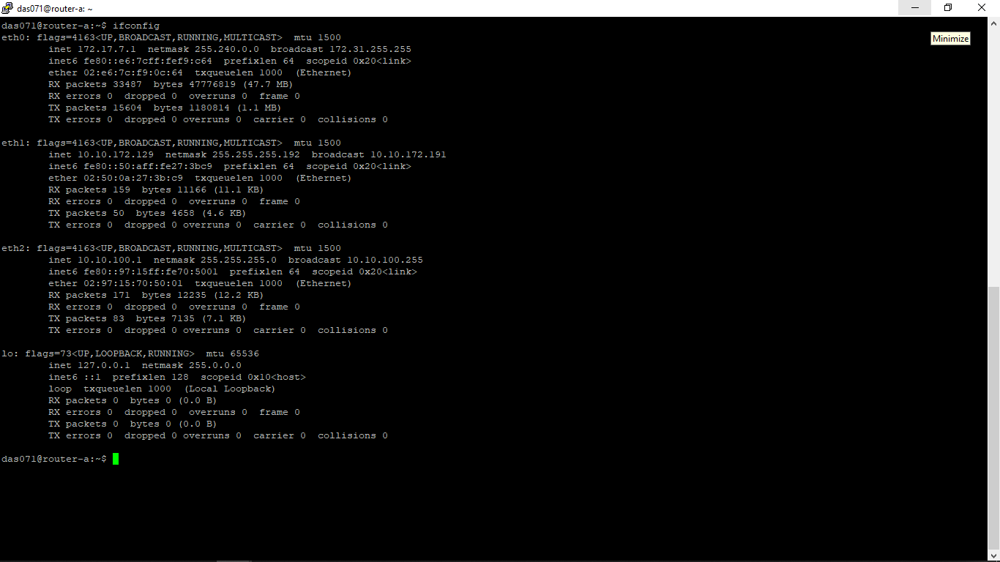 das071@router-a: ~
das071@router-a:~$ ifconfig
eth0: flags=4163<UP,BROADCAST,RUNNING,MULTICAST>  mtu 1500
        inet 172.17.7.1  netmask 255.240.0.0  broadcast 172.31.255.255
        inet6 fe80::e6:7cff:fef9:c64  prefixlen 64  scopeid 0x20<link>
        ether 02:e6:7c:f9:0c:64  txqueuelen 1000  (Ethernet)
        RX packets 33487  bytes 47776819 (47.7 MB)
        RX errors 0  dropped 0  overruns 0  frame 0
        TX packets 15604  bytes 1180814 (1.1 MB)
        TX errors 0  dropped 0 overruns 0  carrier 0  collisions 0
Minimize

eth1: flags=4163<UP,BROADCAST,RUNNING,MULTICAST>  mtu 1500
        inet 10.10.172.129  netmask 255.255.255.192  broadcast 10.10.172.191
        inet6 fe80::50:aff:fe27:3bc9  prefixlen 64  scopeid 0x20<link>
        ether 02:50:0a:27:3b:c9  txqueuelen 1000  (Ethernet)
        RX packets 159  bytes 11166 (11.1 KB)
        RX errors 0  dropped 0  overruns 0  frame 0
        TX packets 50  bytes 4658 (4.6 KB)
        TX errors 0  dropped 0 overruns 0  carrier 0  collisions 0

eth2: flags=4163<UP,BROADCAST,RUNNING,MULTICAST>  mtu 1500
        inet 10.10.100.1  netmask 255.255.255.0  broadcast 10.10.100.255
        inet6 fe80::97:15ff:fe70:5001  prefixlen 64  scopeid 0x20<link>
        ether 02:97:15:70:50:01  txqueuelen 1000  (Ethernet)
        RX packets 171  bytes 12235 (12.2 KB)
        RX errors 0  dropped 0  overruns 0  frame 0
        TX packets 83  bytes 7135 (7.1 KB)
        TX errors 0  dropped 0 overruns 0  carrier 0  collisions 0

lo: flags=73<UP,LOOPBACK,RUNNING>  mtu 65536
        inet 127.0.0.1  netmask 255.0.0.0
        inet6 ::1  prefixlen 128  scopeid 0x10<host>
        loop  txqueuelen 1000  (Local Loopback)
        RX packets 0  bytes 0 (0.0 B)
        RX errors 0  dropped 0  overruns 0  frame 0
        TX packets 0  bytes 0 (0.0 B)
        TX errors 0  dropped 0 overruns 0  carrier 0  collisions 0

das071@router-a:~$